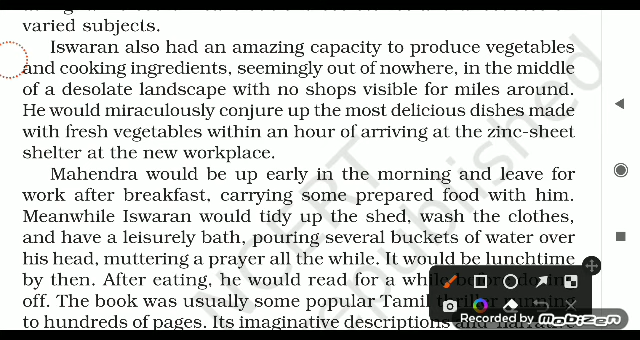 varied subjects.
Iswaran also had an amazing capacity to produce vegetables
and cooking ingredients, seemingly out of nowhere, in the middle
of a desolate landscape with no shops visible for miles around.
He would miraculously conjure up the most delicious dishes made
with fresh vegetables within an hour of arriving at the zinc-sheet
shelter at the new workplace.
Mahendra would be up early in the morning and leave for
work after breakfast, carrying some prepared food with him.
Meanwhile Iswaran would tidy up the shed, wash the clothes,
and have a leisurely bath, pouring several buckets of water over
his head, muttering a prayer all the while. It would be lunchtime
by then. After eating, he would read for a while
off. The book was usually some popular Tamil
to hundreds of pages. Its imaginative descriptions and narrative
NCERT
republished
Recorded by mobizen